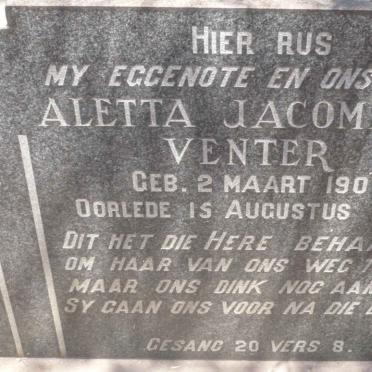 HIER RUS
MY EGGENOTE EN ONS
ALETTA JACOM
VENTER
GEB. 2 MAART 190
OORLEDE 15 AUGUSTUS
DIT HET DIE HERE BEHA
OM HAAR VAN ONS WEG T
MAAR ONS DINK NOG AAN
SY GAAN ONS VOOR NA DIE
GESANG 20 VERS 8.